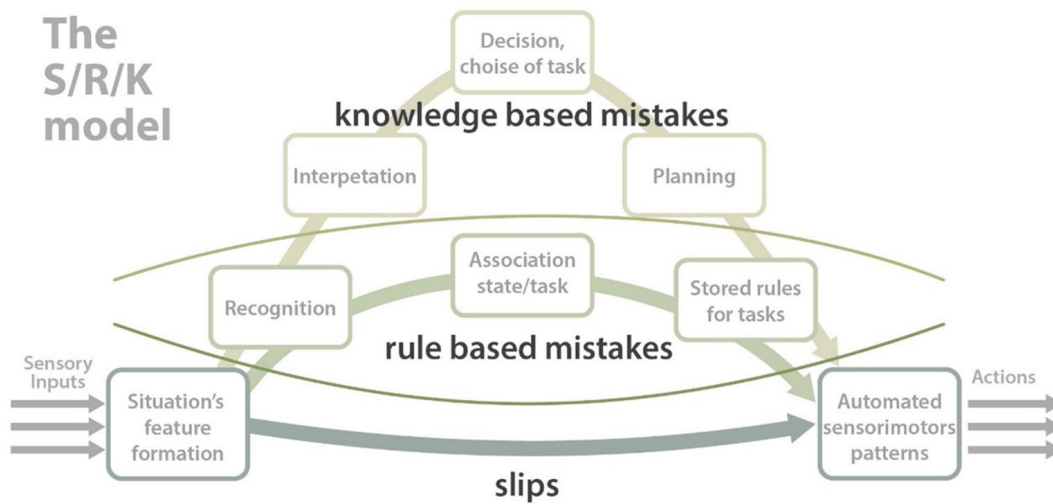 The
S/R/K
model
Decision,
choise of task
knowledge based mistakes
Interpetation
Planning
Association
state/task
Recognition
Stored rules
for tasks
rule based mistakes
Sensory
Inputs
Situation's
feature
formation
Automated
sensorimotors
patterns
Actions
slips